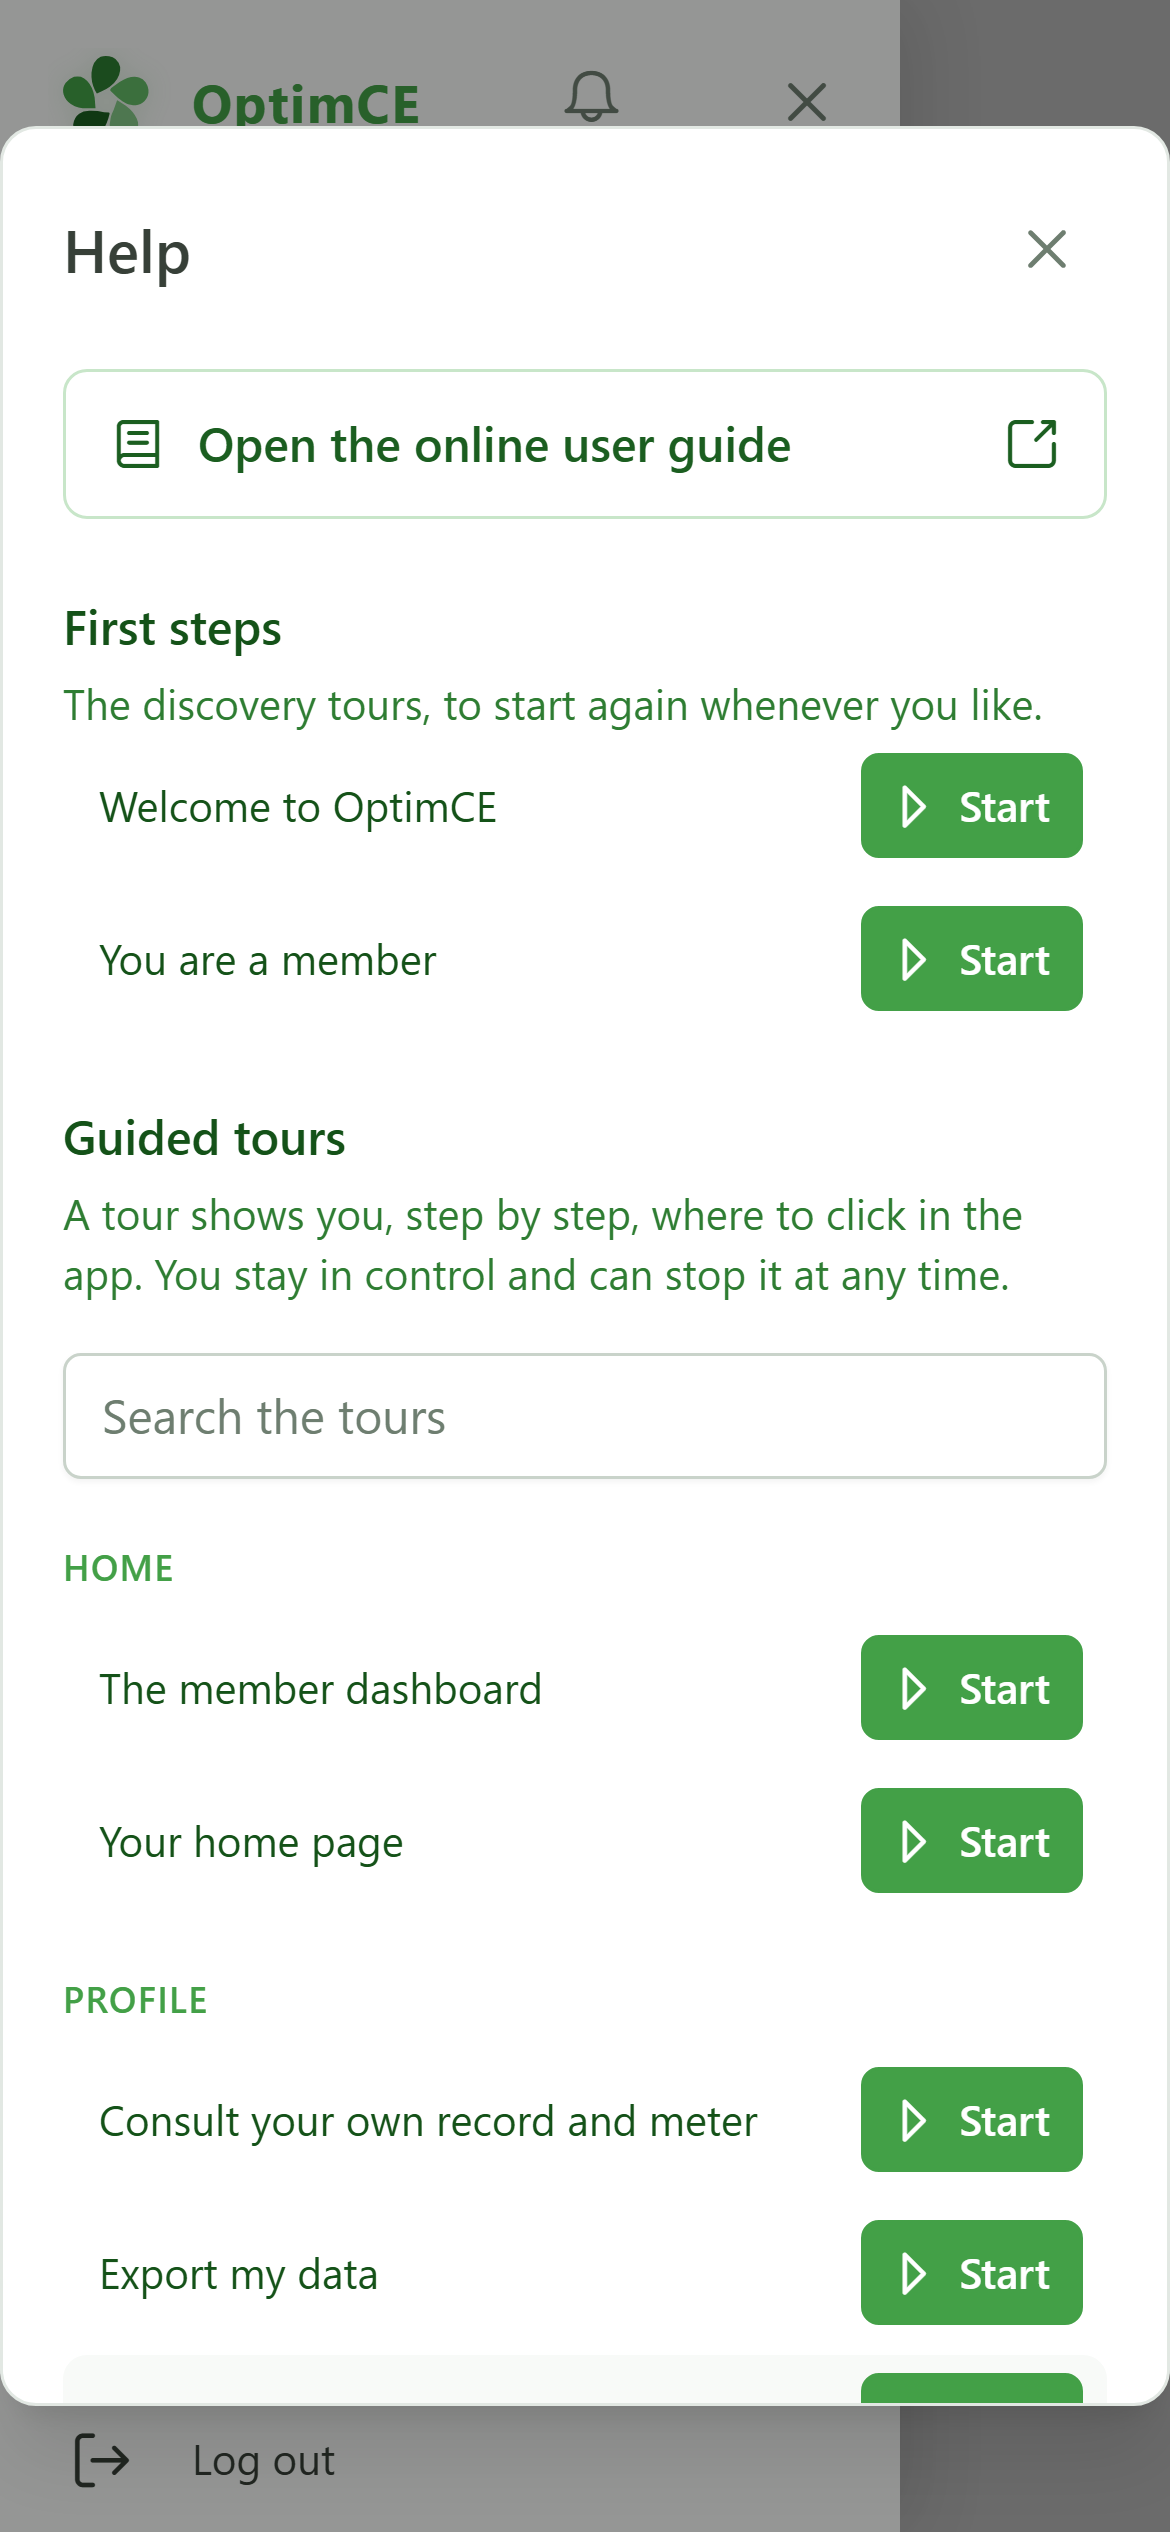 OptimCE
Help
Open the online user guide
First steps
The discovery tours, to start again whenever you like.
Welcome to OptimCE
Start
You are a member
Start
Guided tours
A tour shows you, step by step, where to click in the
app. You stay in control and can stop it at any time.
Search the tours
HOME
The member dashboard
Start
Your home page
Start
PROFILE
Consult your own record and meter
Start
Export my data
Start
Log out